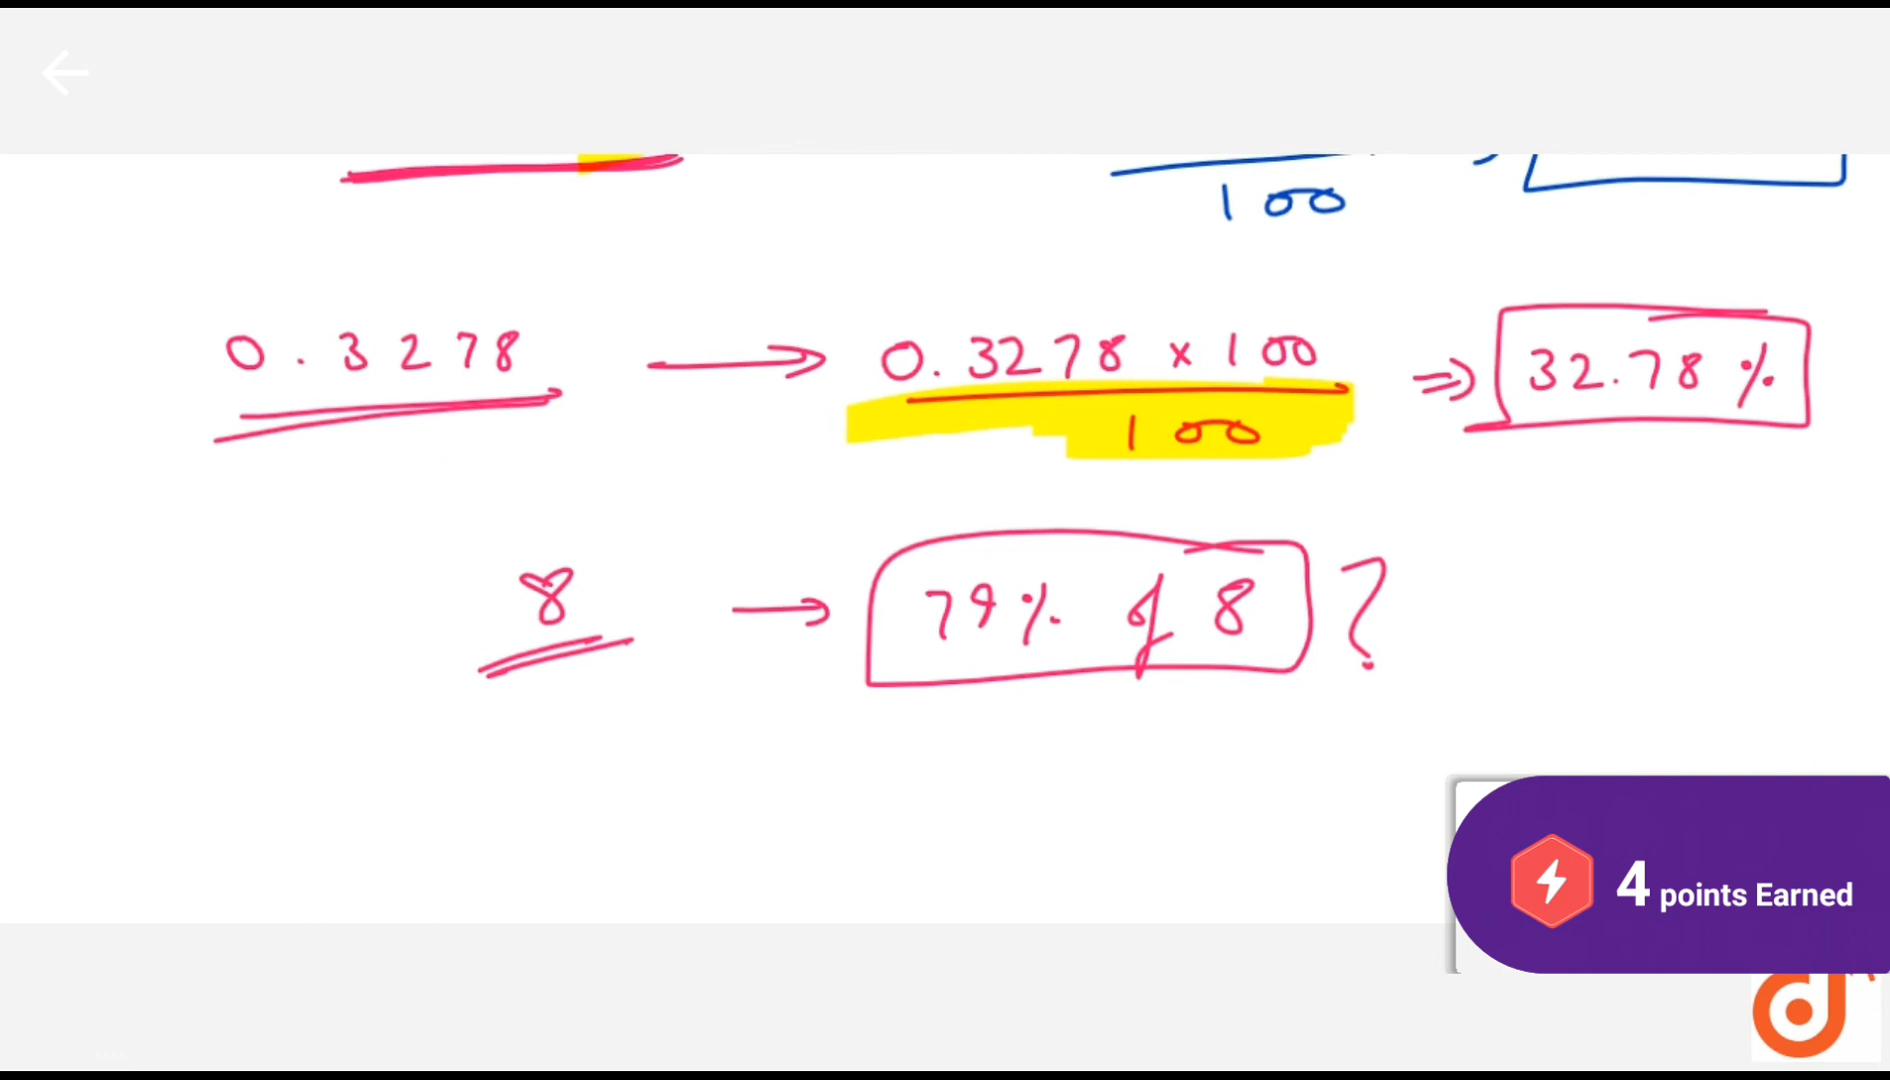 100
0.3278 → 0.3278 x 100 ⇒ 32.78 %
100
8 → 79% of 8 ?
4 points Earned
d